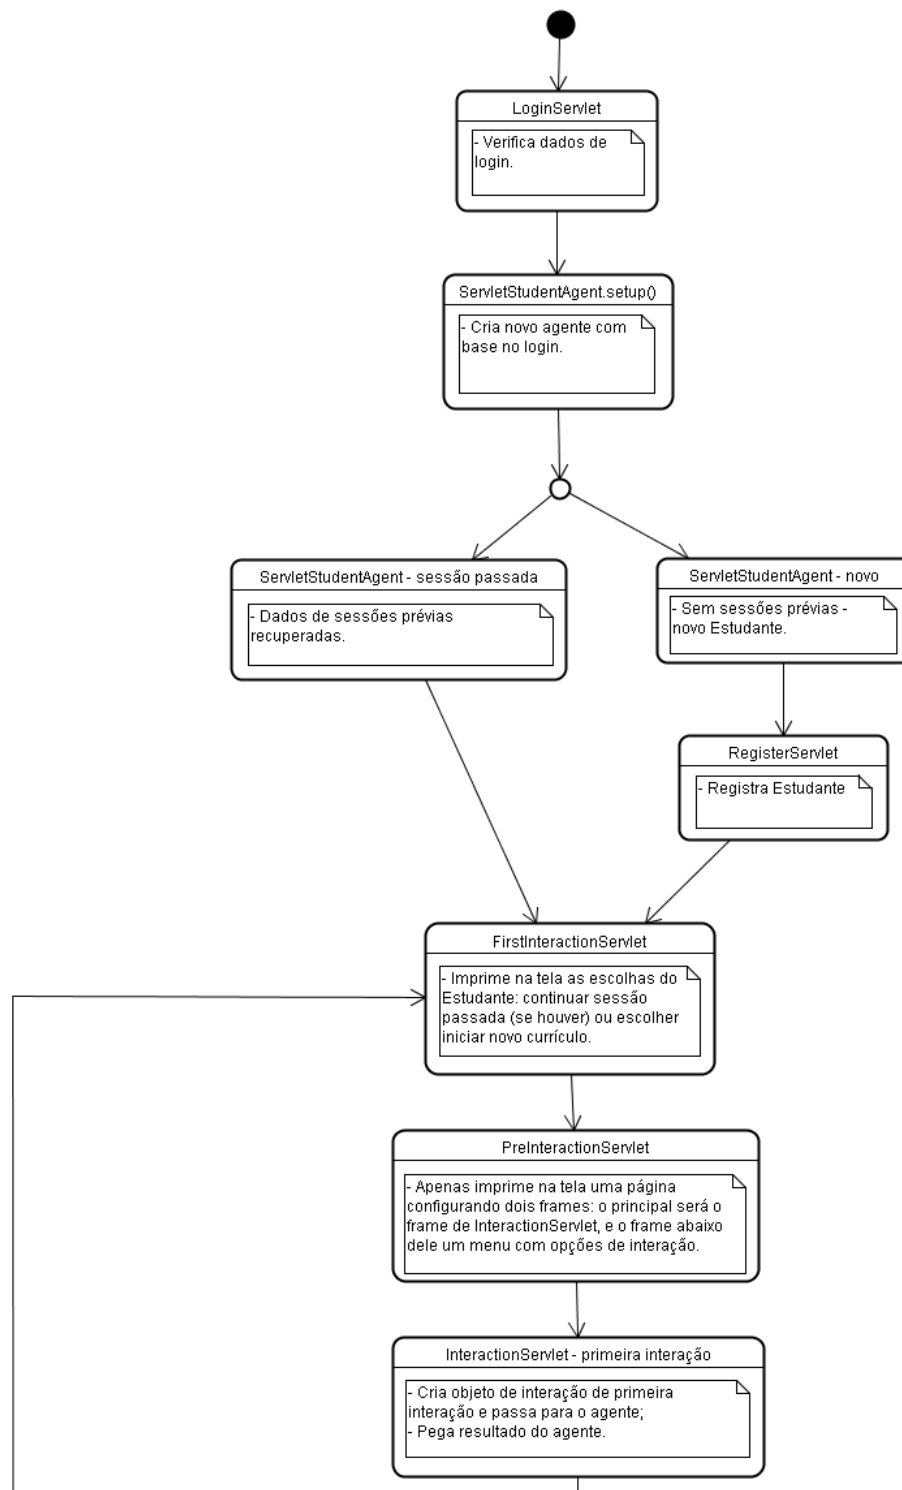 LoginServlet
- Verifica dados de
login.
ServletStudentAgent.setup()
- Cria novo agente com
base no login.
ServletStudentAgent - sessão passada
- Dados de sessões prévias
recuperadas.
ServletStudentAgent - novo
- Sem sessões prévias -
novo Estudante.
RegisterServlet
- Registra Estudante
FirstInteractionServlet
- Imprime na tela as escolhas do
Estudante: continuar sessão
passada (se houver) ou escolher
iniciar novo currículo.
PreInteractionServlet
- Apenas imprime na tela uma página
configurando dois frames: o principal será o
frame de InteractionServlet, e o frame abaixo
dele um menu com opções de interação.
InteractionServlet - primeira interação
- Cria objeto de interação de primeira
interação e passa para o agente;
- Pega resultado do agente.